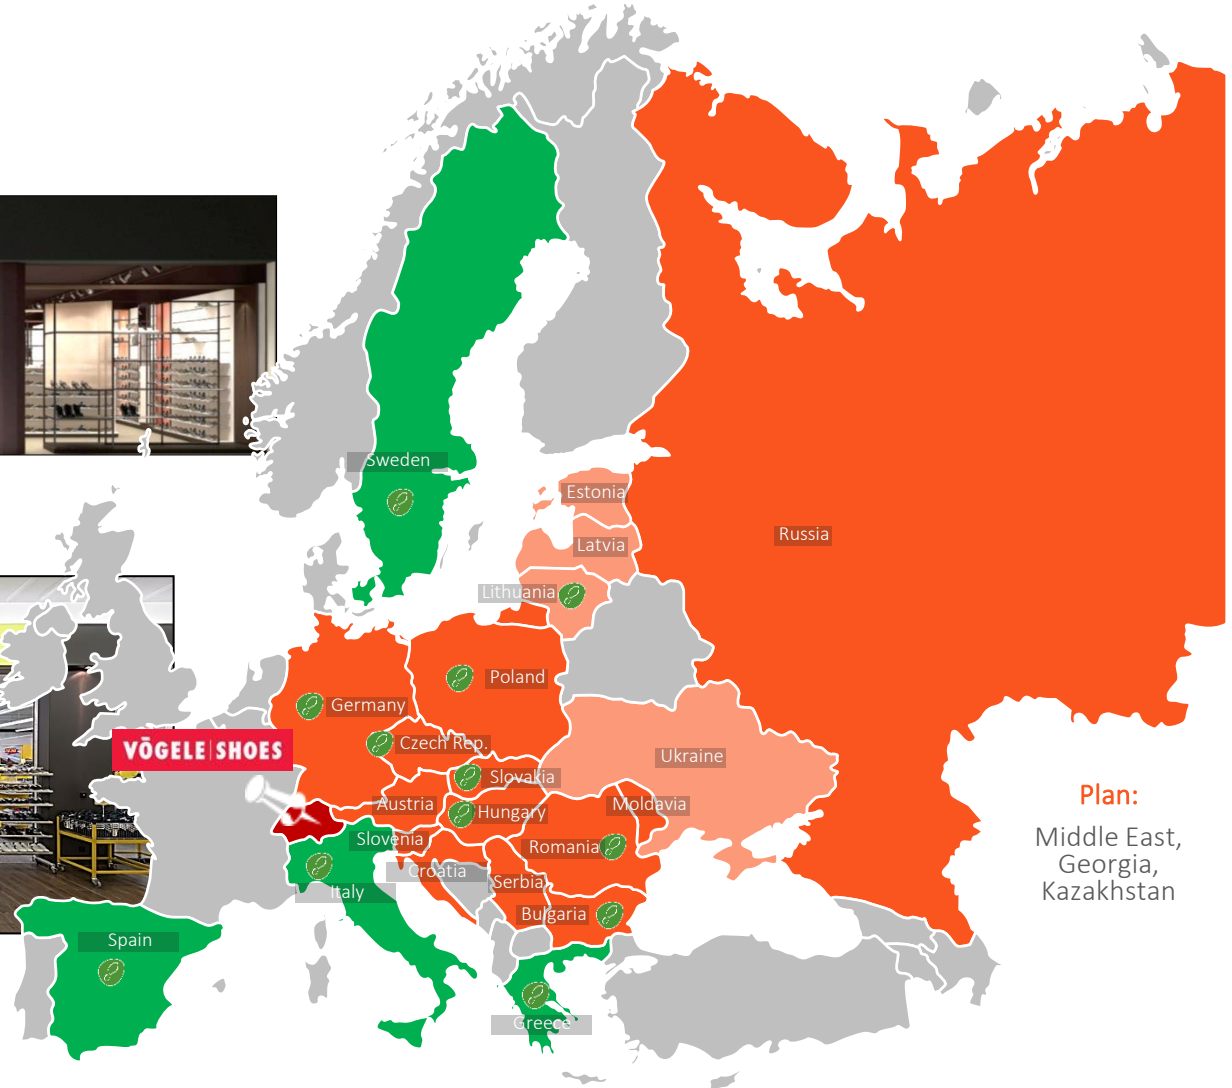 Sweden
Estonia
Latvia
Russia
Lithuania
Poland
Germany
Czech Rep.
VÖGELE | SHOES
Ukraine
Slovakia
Austria
Moldavia
Hungary
Slovenia
Romania
Croatia
Serbia
Italy
Bulgaria
Spain
Greece
Plan:
Middle East,
Georgia,
Kazakhstan